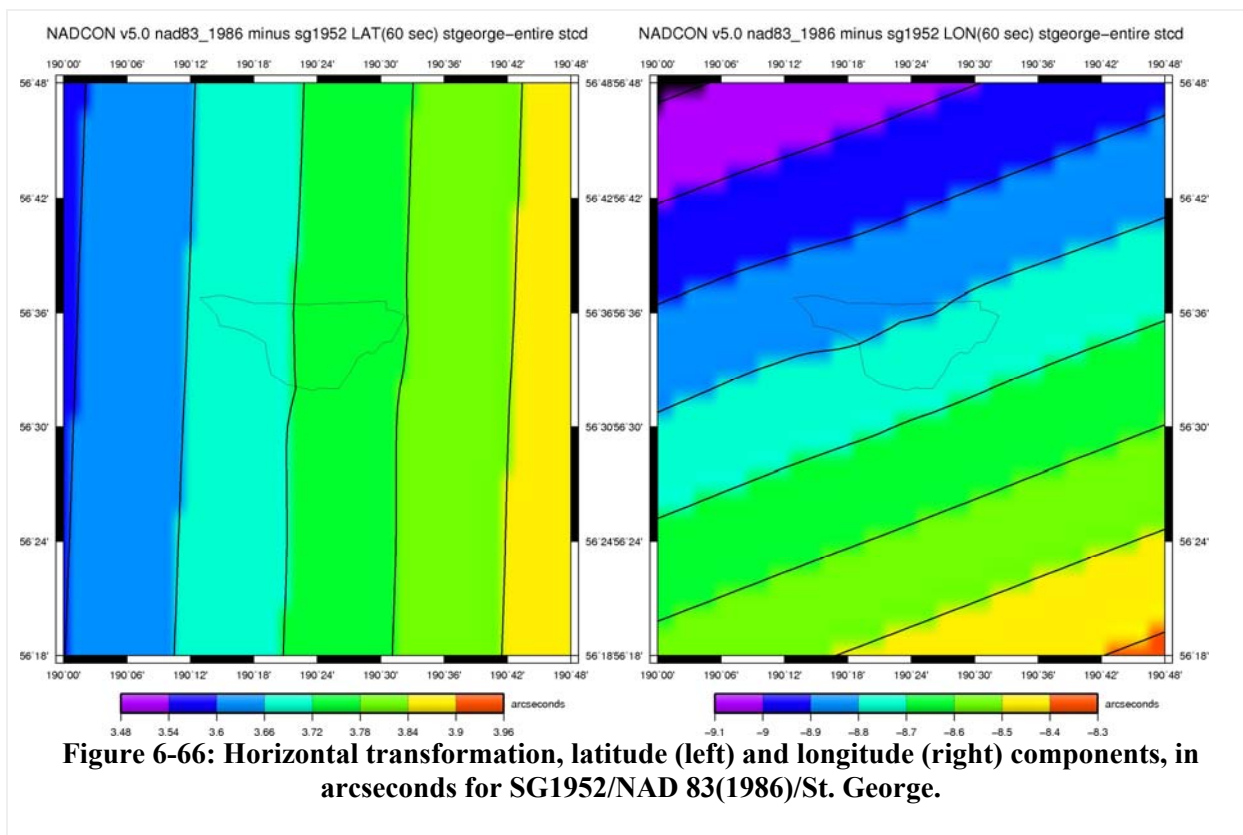 NADCON v5.0 nad83_1986 minus sg1952 LAT(60 sec) stgeorge-entire stcd
NADCON v5.0 nad83_1986 minus sg1952 LON(60 sec) stgeorge-entire stcd
190˚00' 190˚06' 190˚12' 190˚18' 190˚24' 190˚30' 190˚36' 190˚42' 190˚48'
190˚00' 190˚06' 190˚12' 190˚18' 190˚24' 190˚30' 190˚36' 190˚42' 190˚48'
56˚48' 56˚48' 56˚48' 56˚48'
56˚42' 56˚42' 56˚42' 56˚42'
56˚36' 56˚36' 56˚36' 56˚36'
56˚30' 56˚30' 56˚30' 56˚30'
56˚24' 56˚24' 56˚24' 56˚24'
56˚18' 56˚18' 56˚18' 56˚18'
190˚00' 190˚06' 190˚12' 190˚18' 190˚24' 190˚30' 190˚36' 190˚42' 190˚48'
190˚00' 190˚06' 190˚12' 190˚18' 190˚24' 190˚30' 190˚36' 190˚42' 190˚48'
arcseconds
3.48 3.54 3.6 3.66 3.72 3.78 3.84 3.9 3.96
arcseconds
-9.1 -9 -8.9 -8.8 -8.7 -8.6 -8.5 -8.4 -8.3
Figure 6-66: Horizontal transformation, latitude (left) and longitude (right) components, in
arcseconds for SG1952/NAD 83(1986)/St. George.